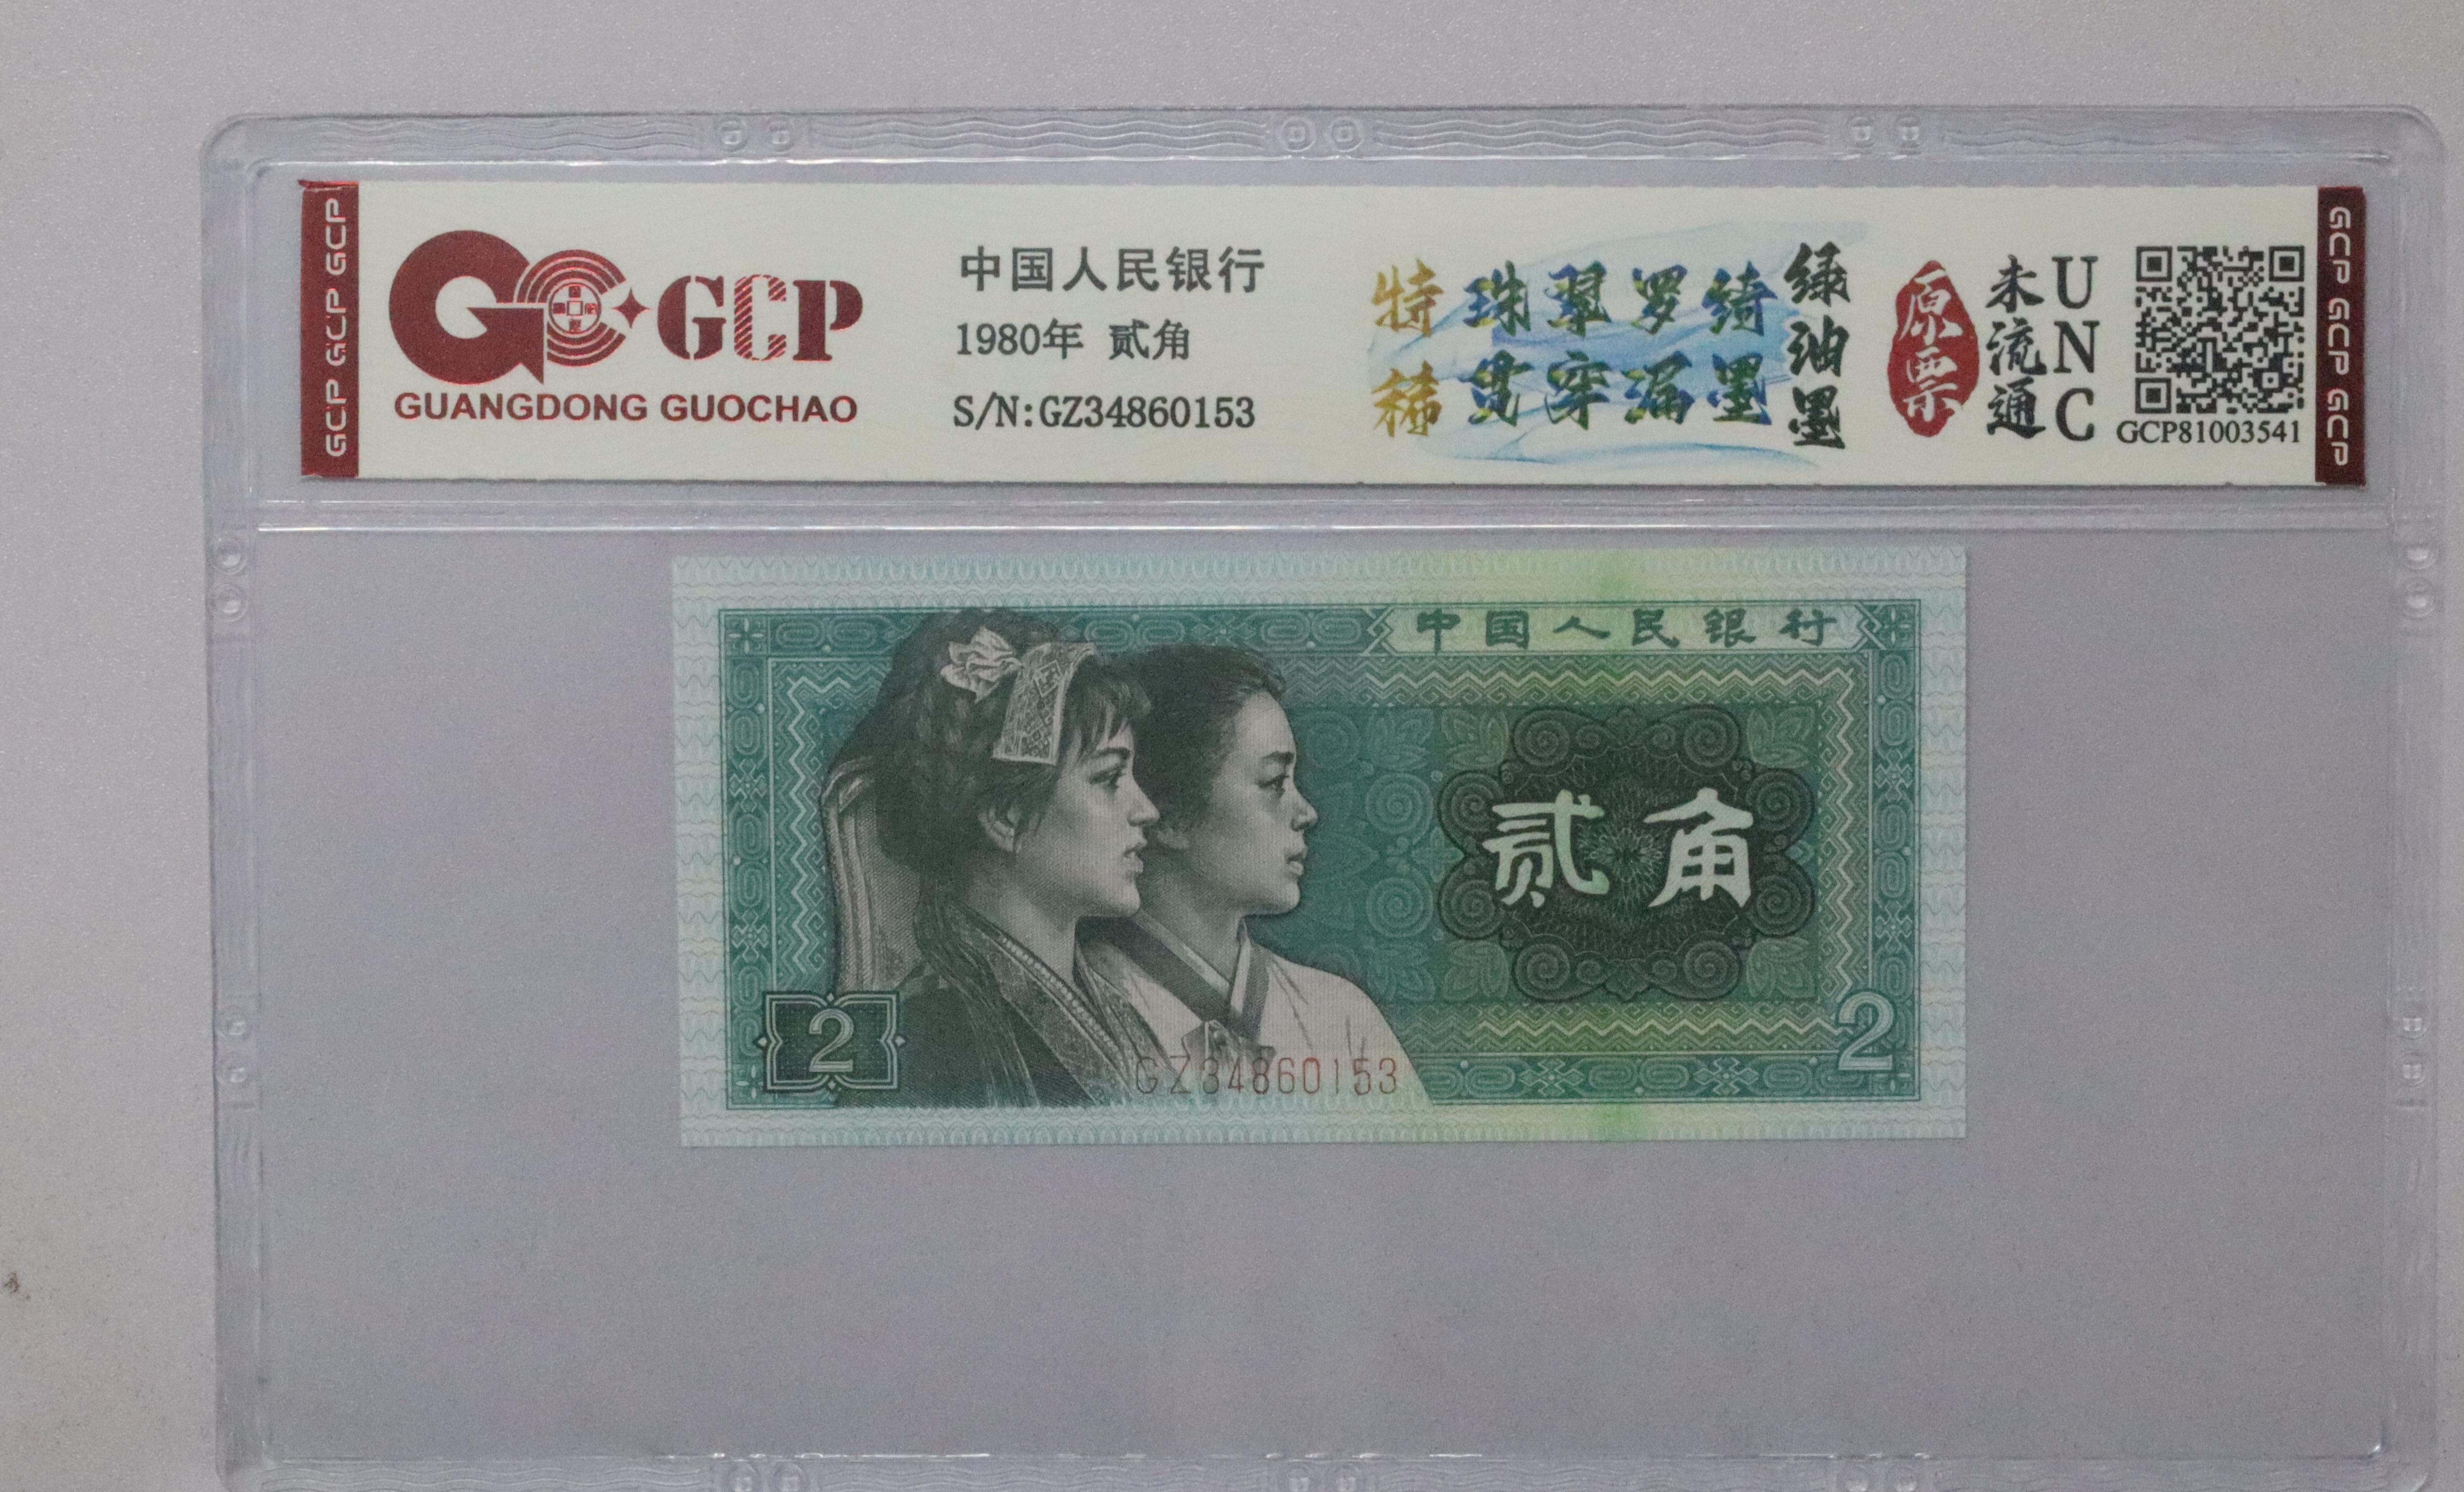 GCP GCP GCP
GCP
GUANGDONG GUOCHAO
中国人民银行
1980年 贰角
S/N:GZ34860153
特稀
珠翠罗绮
贯穿漏墨
绿油墨
原票
未流通
UNC
GCP81003541
GCP GCP GCP
中国人民银行
贰角
2
GZ34860153
2